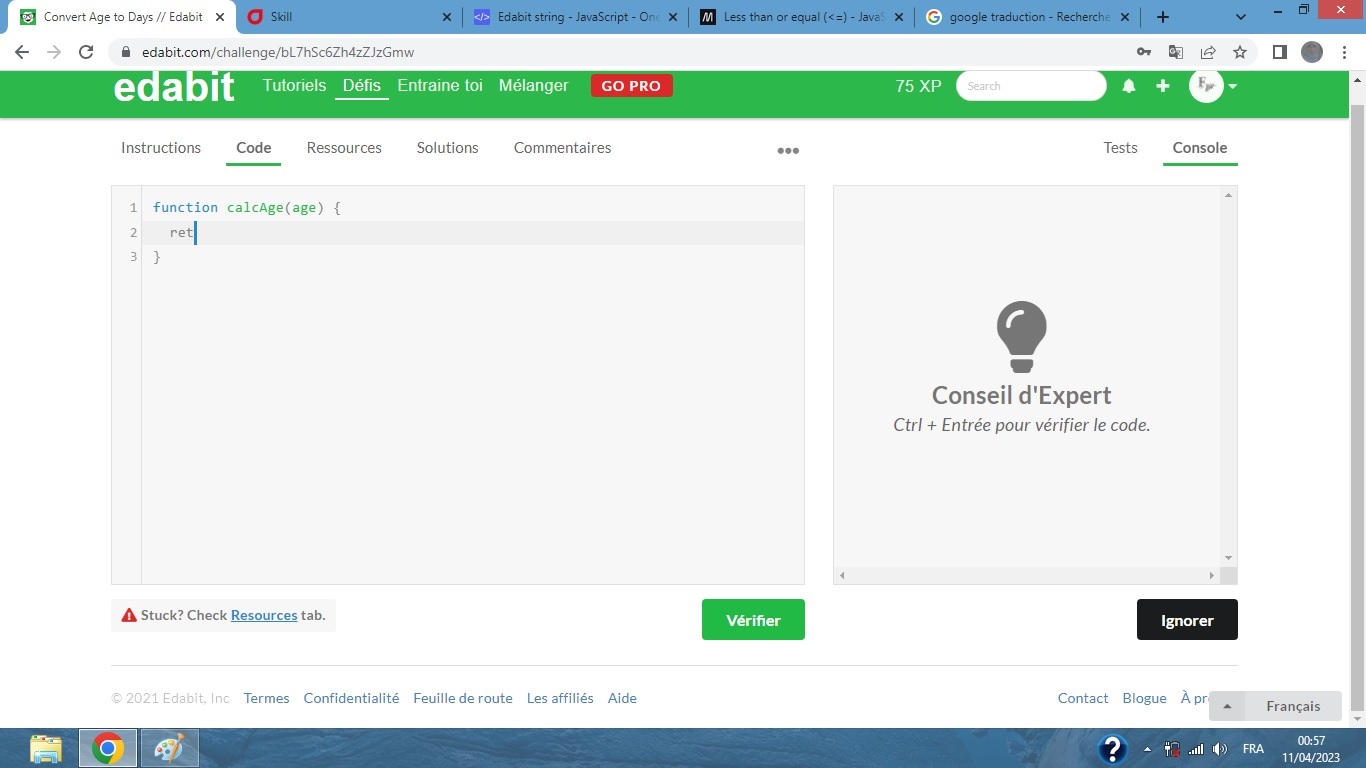 Convert Age to Days // Edabit
Skill
Edabit string - JavaScript - One
Less than or equal (<=) - JavaS
google traduction - Recherche
edabit.com/challenge/bL7hSc6Zh4zZJzGmw
edabit Tutoriels Défis Entraine toi Mélanger GO PRO 75 XP Search
Instructions Code Ressources Solutions Commentaires ••• Tests Console
1 function calcAge(age) {
2 ret
3 }
Conseil d'Expert
Ctrl + Entrée pour vérifier le code.
Stuck? Check Resources tab.
Vérifier
Ignorer
© 2021 Edabit, Inc Termes Confidentialité Feuille de route Les affiliés Aide Contact Blogue À pr
Français
FRA
00:57
11/04/2023